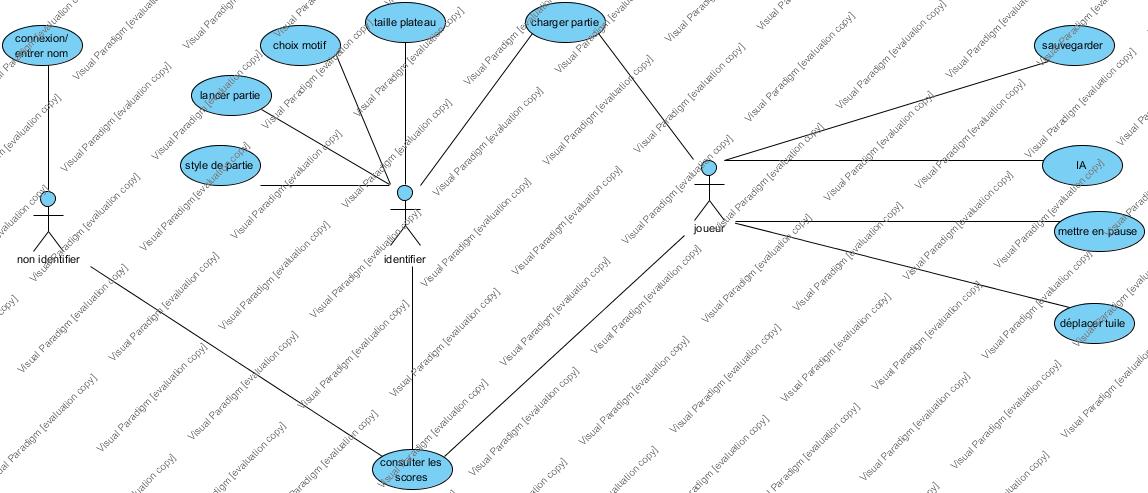 taille plateau
charger partie
connexion/
entrer nom
choix motif
sauvegarder
lancer partie
style de partie
IA
joueur
mettre en pause
non identifier
identifier
déplacer tuile
consulter les
scores
Visual Paradigm [evaluation copy]